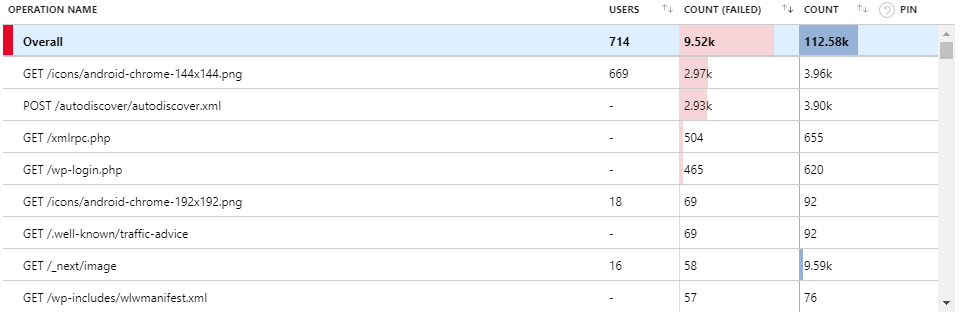 OPERATION NAME USERS ↑↓ COUNT (FAILED) ↑↓ COUNT ↑↓ PIN
Overall 714 9.52k 112.58k
GET /icons/android-chrome-144x144.png 669 2.97k 3.96k
POST /autodiscover/autodiscover.xml - 2.93k 3.90k
GET /xmlrpc.php - 504 655
GET /wp-login.php - 465 620
GET /icons/android-chrome-192x192.png 18 69 92
GET /.well-known/traffic-advice - 69 92
GET /_next/image 16 58 9.59k
GET /wp-includes/wlwmanifest.xml - 57 76